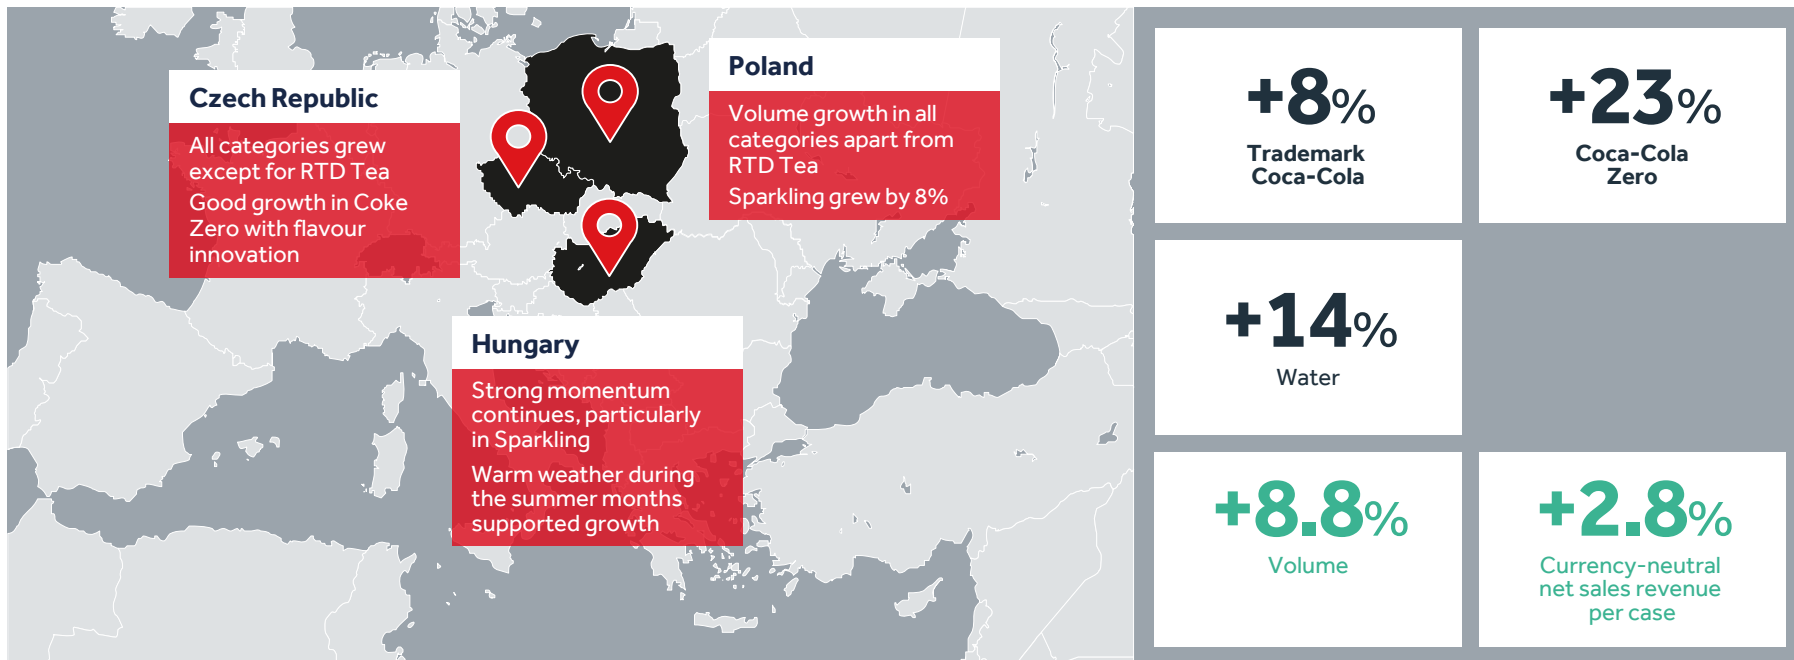 Czech Republic
All categories grew
except for RTD Tea
Good growth in Coke
Zero with flavour
innovation
Poland
Volume growth in all
categories apart from
RTD Tea
Sparkling grew by 8%
Hungary
Strong momentum
continues, particularly
in Sparkling
Warm weather during
the summer months
supported growth
+8%
Trademark
Coca-Cola
+23%
Coca-Cola
Zero
+14%
Water
+8.8%
Volume
+2.8%
Currency-neutral
net sales revenue
per case